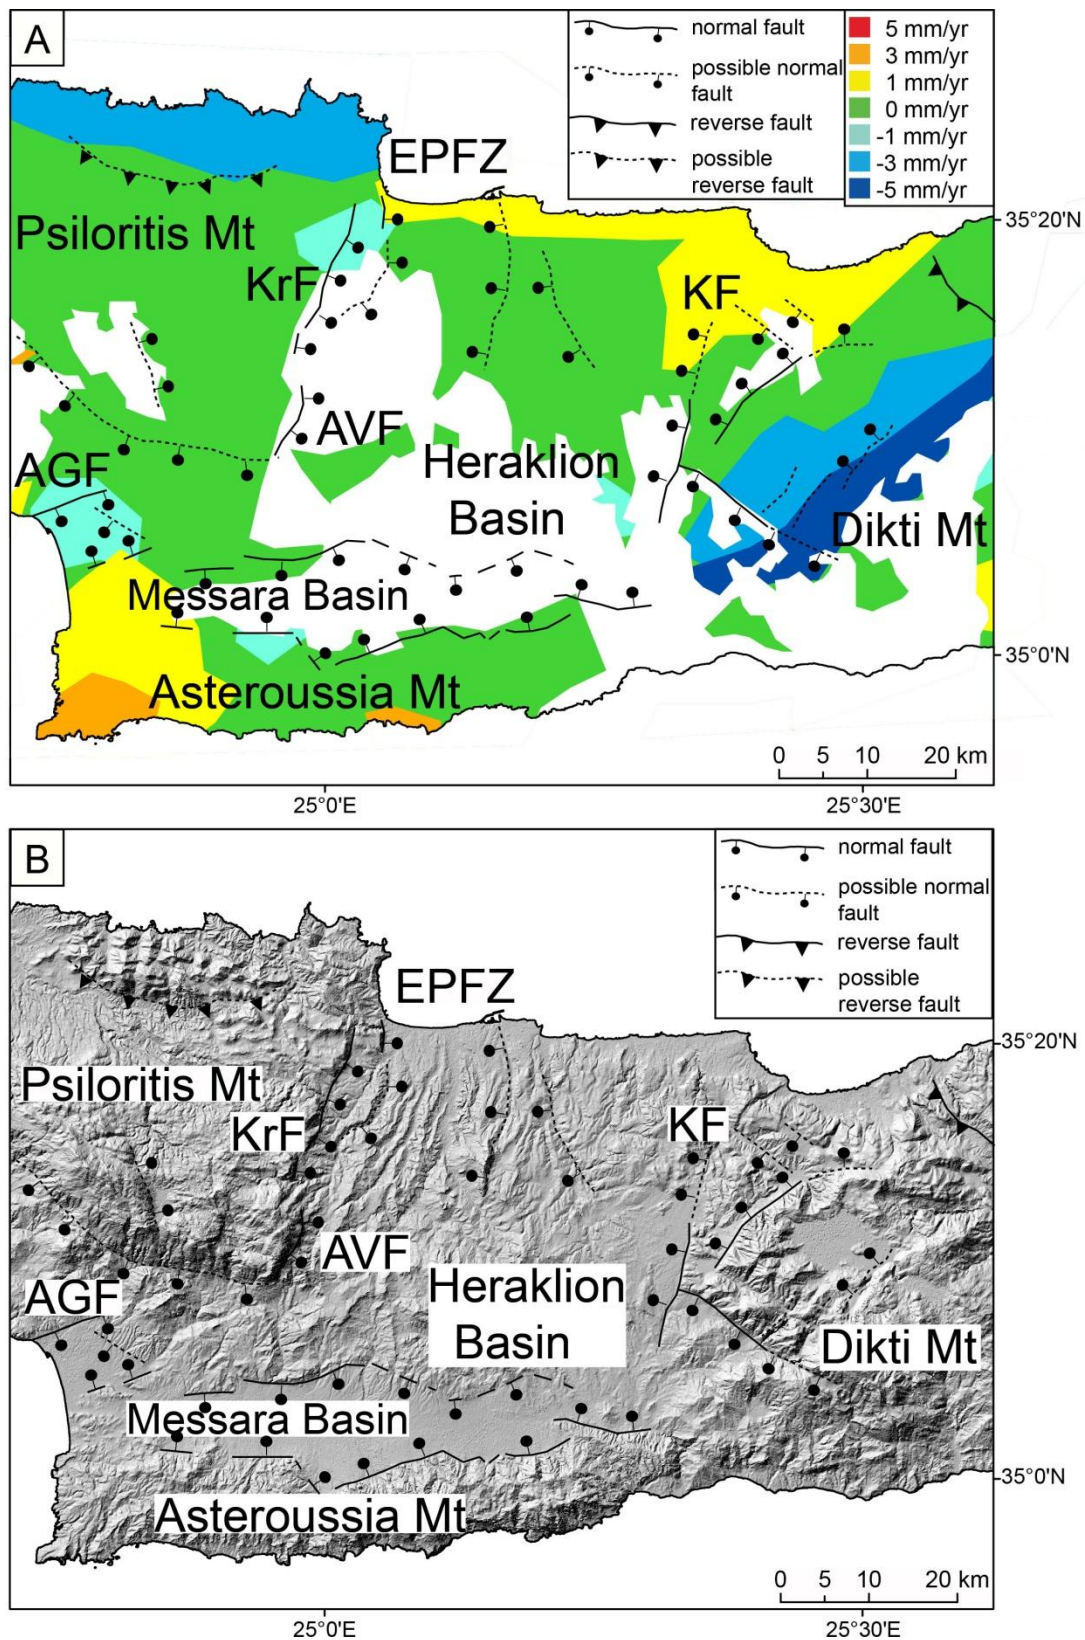 A
normal fault
possible normal
fault
reverse fault
possible
reverse fault
5 mm/yr
3 mm/yr
1 mm/yr
0 mm/yr
-1 mm/yr
-3 mm/yr
-5 mm/yr
EPFZ
Psiloritis Mt
35°20'N
KrF
KF
AVF
AGF
Heraklion
Basin
Dikti Mt
Messara Basin
35°0'N
Asteroussia Mt
0 5 10 20 km
25°0'E
25°30'E
B
normal fault
possible normal
fault
reverse fault
possible
reverse fault
EPFZ
35°20'N
Psiloritis Mt
KrF
KF
AVF
AGF
Heraklion
Basin
Dikti Mt
Messara Basin
35°0'N
Asteroussia Mt
0 5 10 20 km
25°0'E
25°30'E